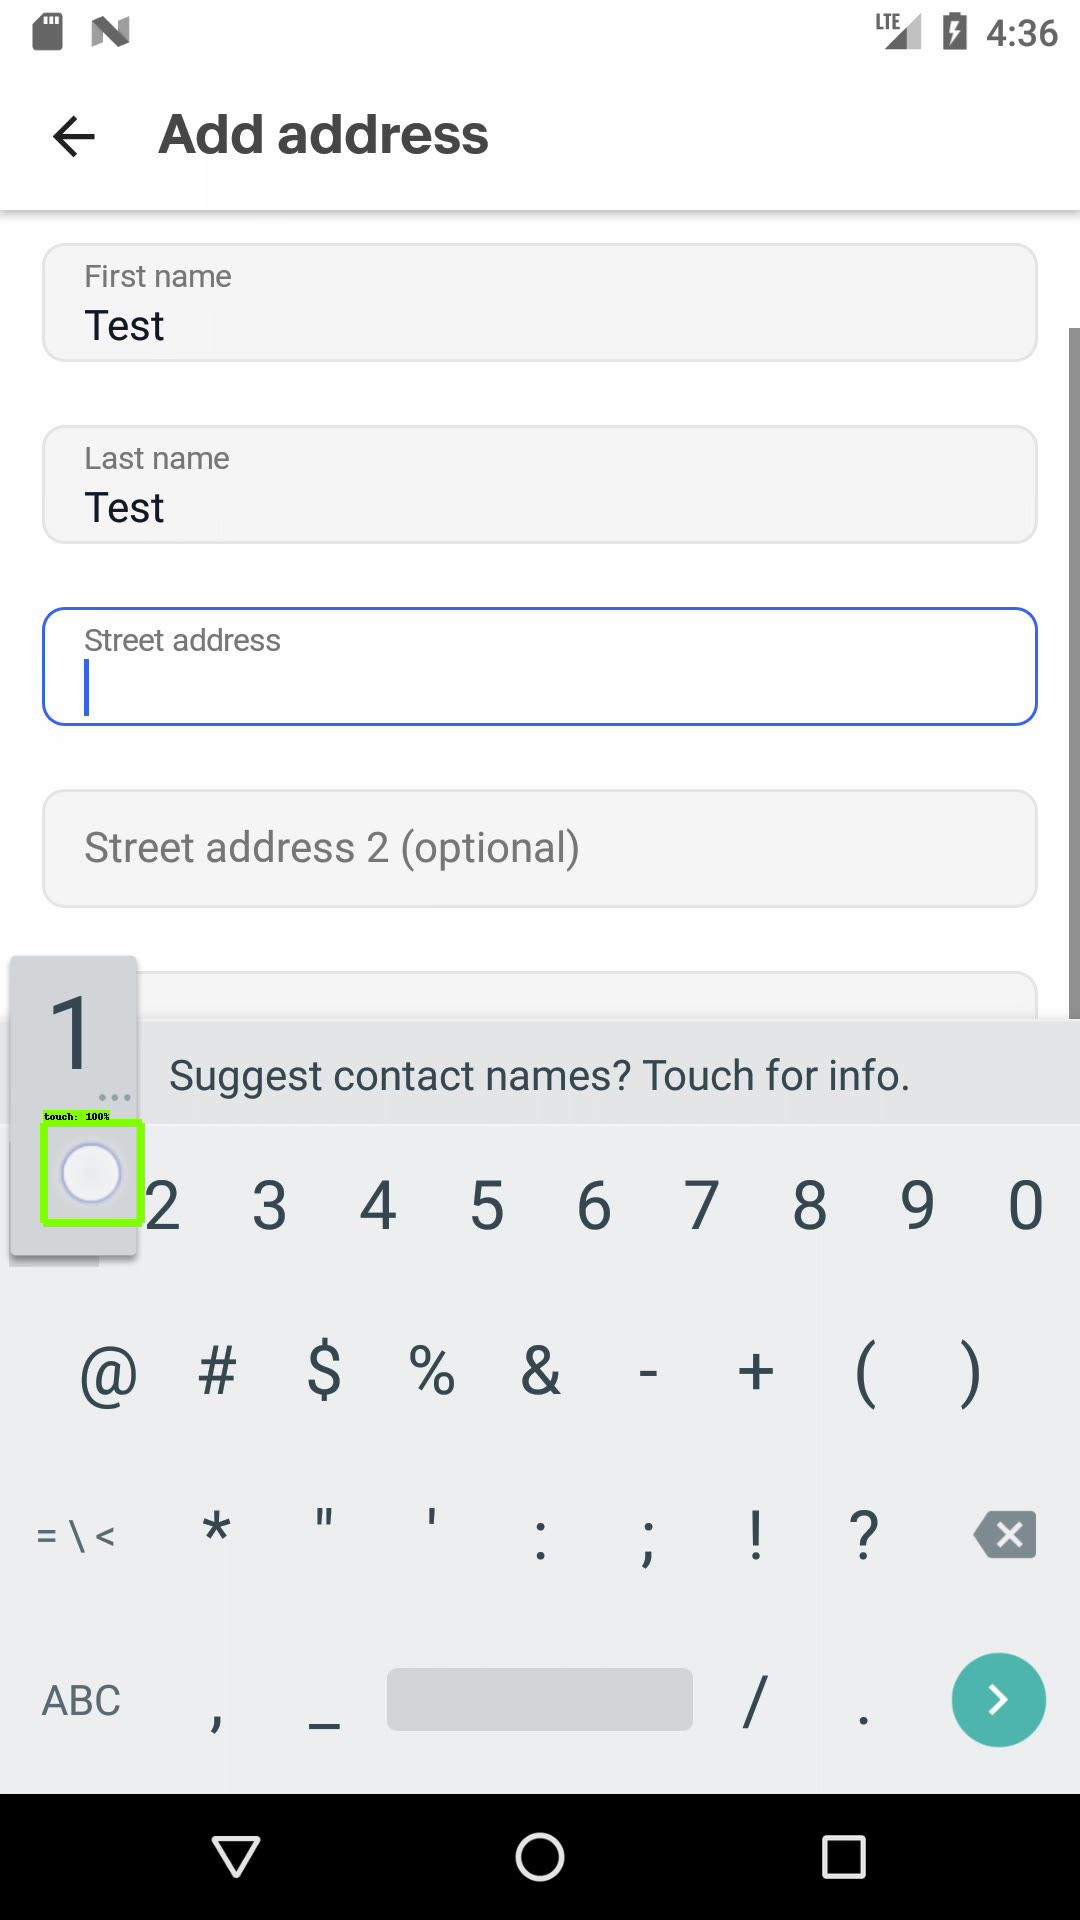 LTE 4:36
Add address
First name
Test
Last name
Test
Street address
Street address 2 (optional)
1
...
Suggest contact names? Touch for info.
touch: 100%
2 3 4 5 6 7 8 9 0
@ # $ % & - + ( )
= \ < * " ' : ; ! ?
ABC , _ / .